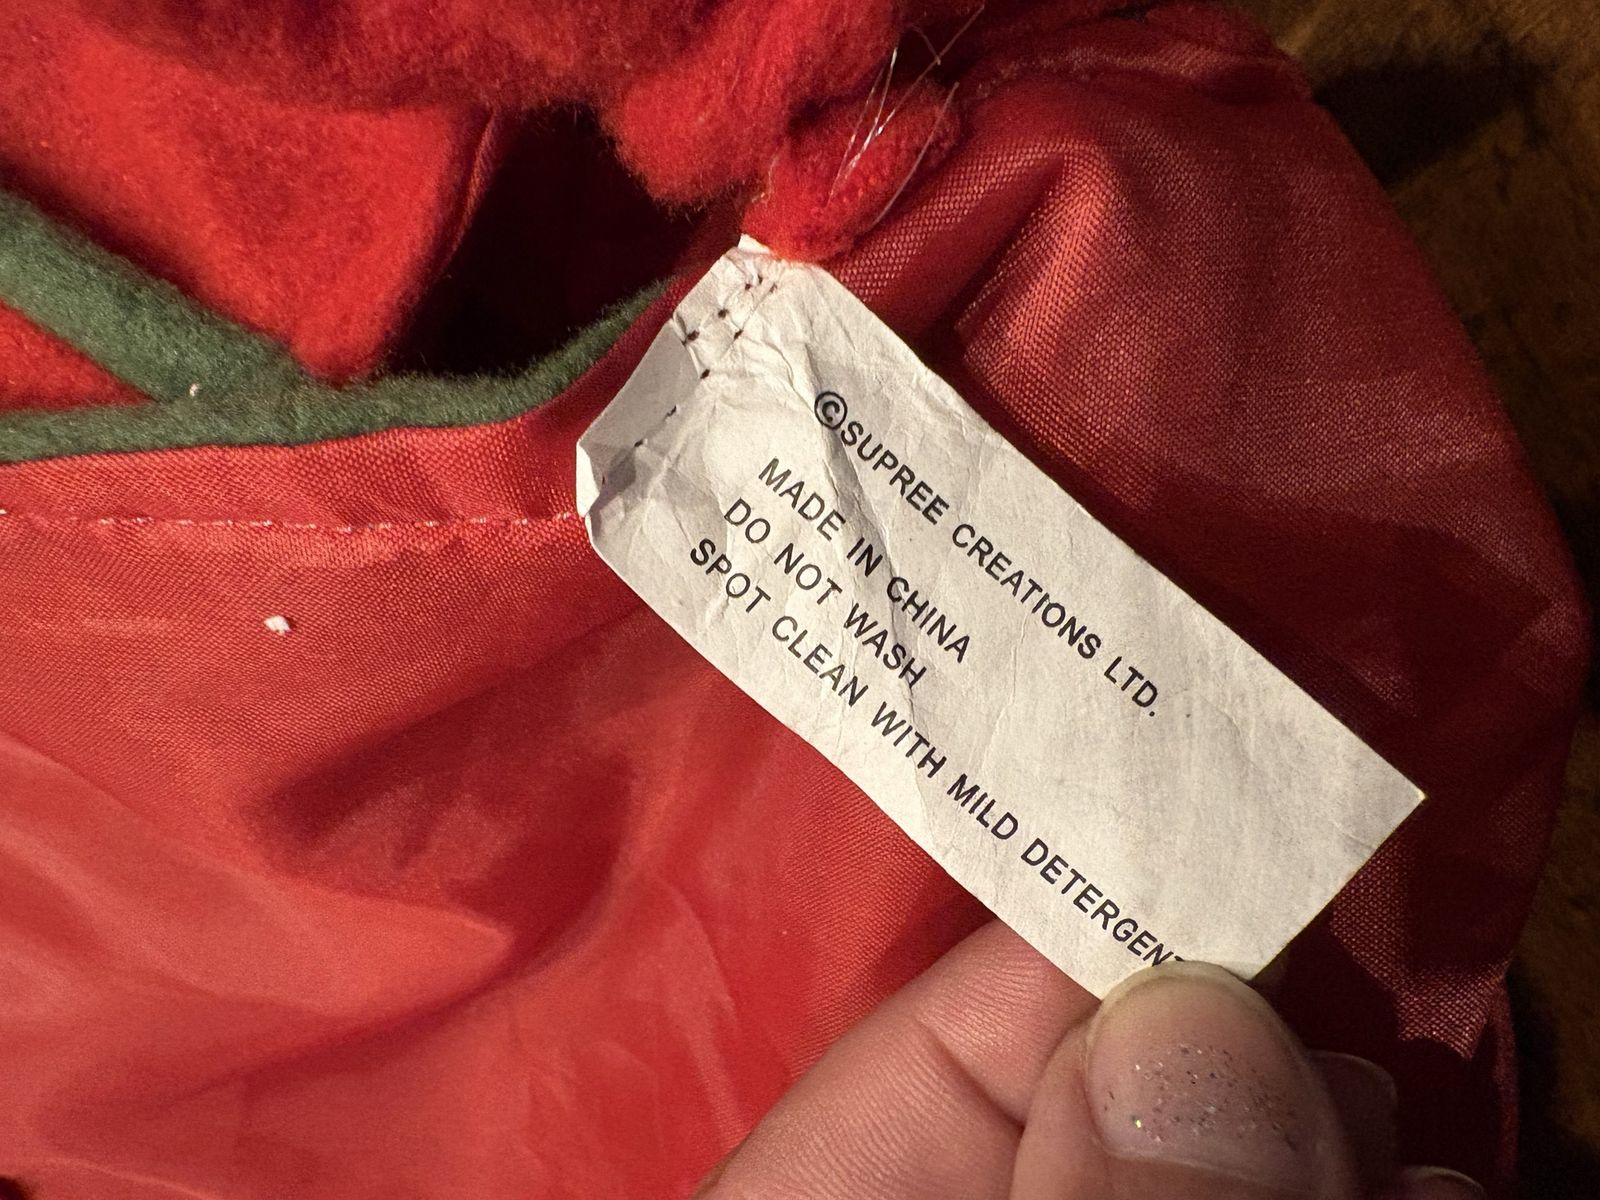 ©SUPREE CREATIONS LTD.
MADE IN CHINA
DO NOT WASH
SPOT CLEAN WITH MILD DETERGENT